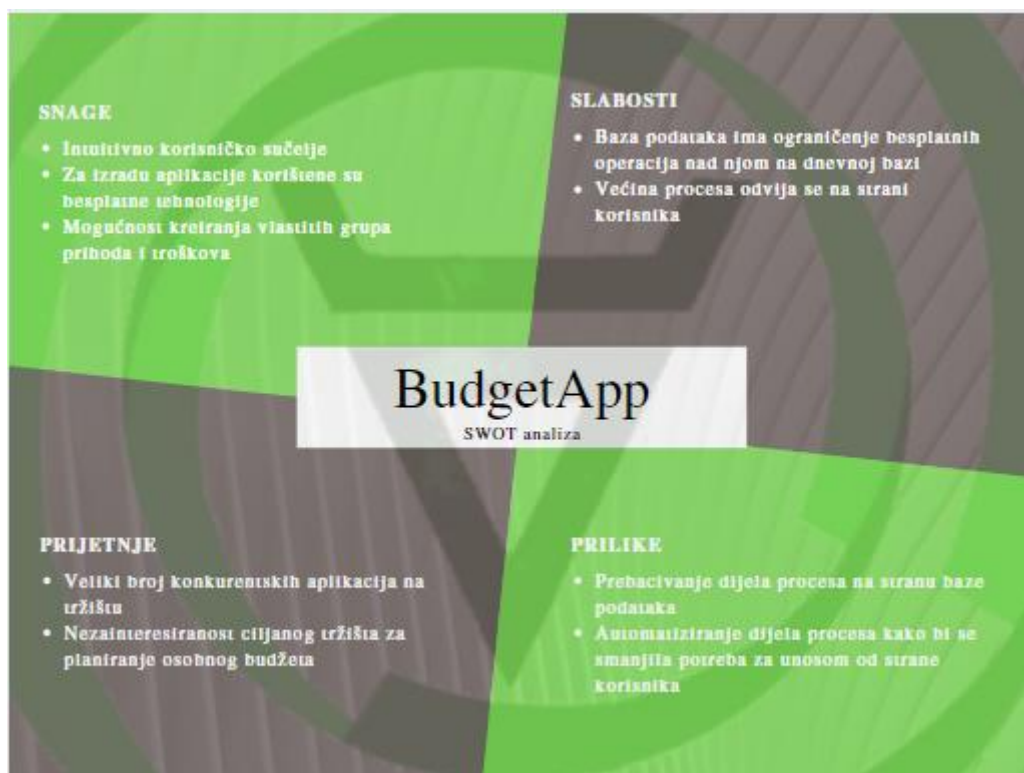 SNAGE
• Intuitivno korisničko sučelje
• Za izradu aplikacije korištene su
besplatne tehnologije
• Mogućnost kreiranja vlastitih grupa
prihoda i troškova
SLABOSTI
• Baza podataka ima ograničenje besplatnih
operacija nad njom na dnevnoj bazi
• Većina procesa odvija se na strani
korisnika
BudgetApp
SWOT analiza
PRIJETNJE
• Veliki broj konkurentskih aplikacija na
tržištu
• Nezainteresiranost ciljanog tržišta za
planiranje osobnog budžeta
PRILIKE
• Prebacivanje dijela procesa na stranu baze
podataka
• Automatiziranje dijela procesa kako bi se
smanjila potreba za unosom od strane
korisnika